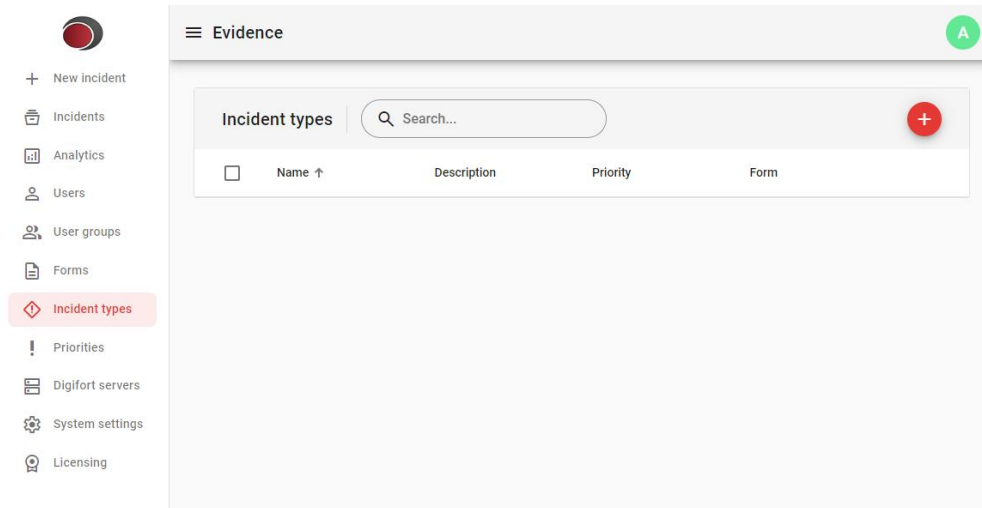 Evidence
A
New incident
Incidents
Analytics
Users
User groups
Forms
Incident types
Priorities
Digifort servers
System settings
Licensing
Incident types
Search...
Name Description Priority Form